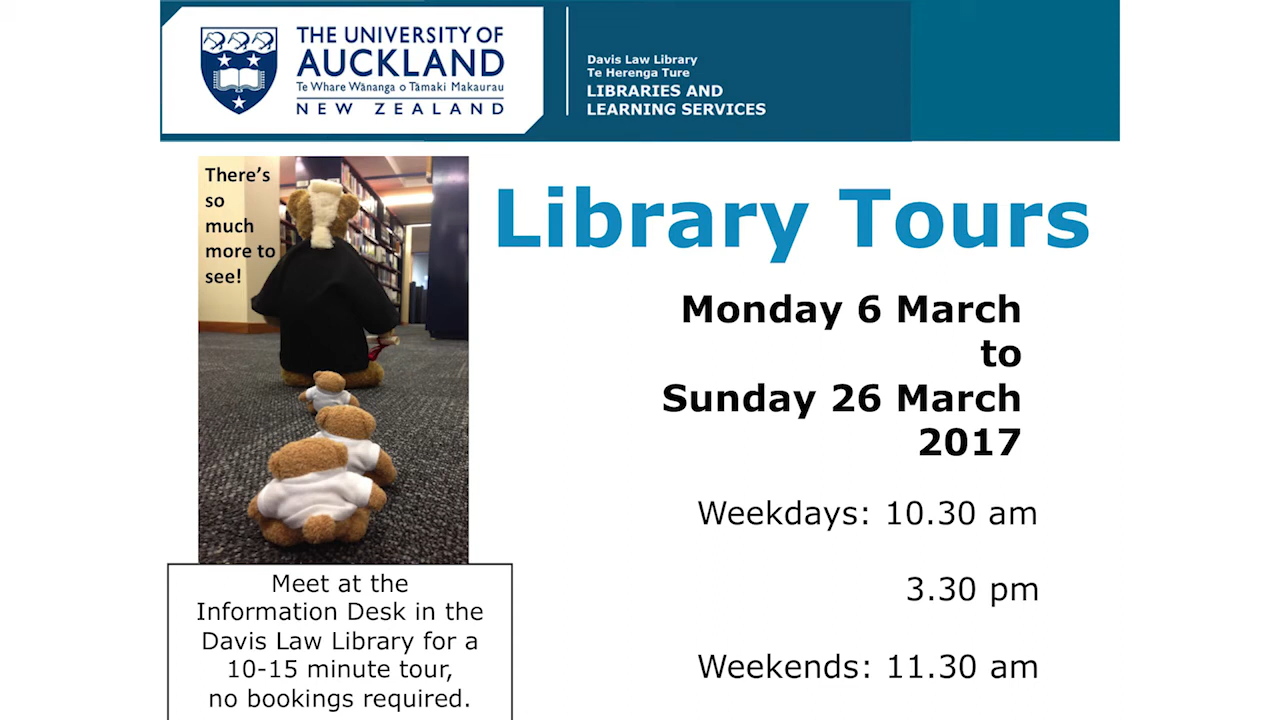 THE UNIVERSITY OF
AUCKLAND
Te Whare Wānanga o Tāmaki Makaurau
NEW ZEALAND
Davis Law Library
Te Herenga Ture
LIBRARIES AND
LEARNING SERVICES
There's
so
much
more to
see!
Library Tours
Monday 6 March
to
Sunday 26 March
2017
Weekdays: 10.30 am
3.30 pm
Weekends: 11.30 am
Meet at the
Information Desk in the
Davis Law Library for a
10-15 minute tour,
no bookings required.